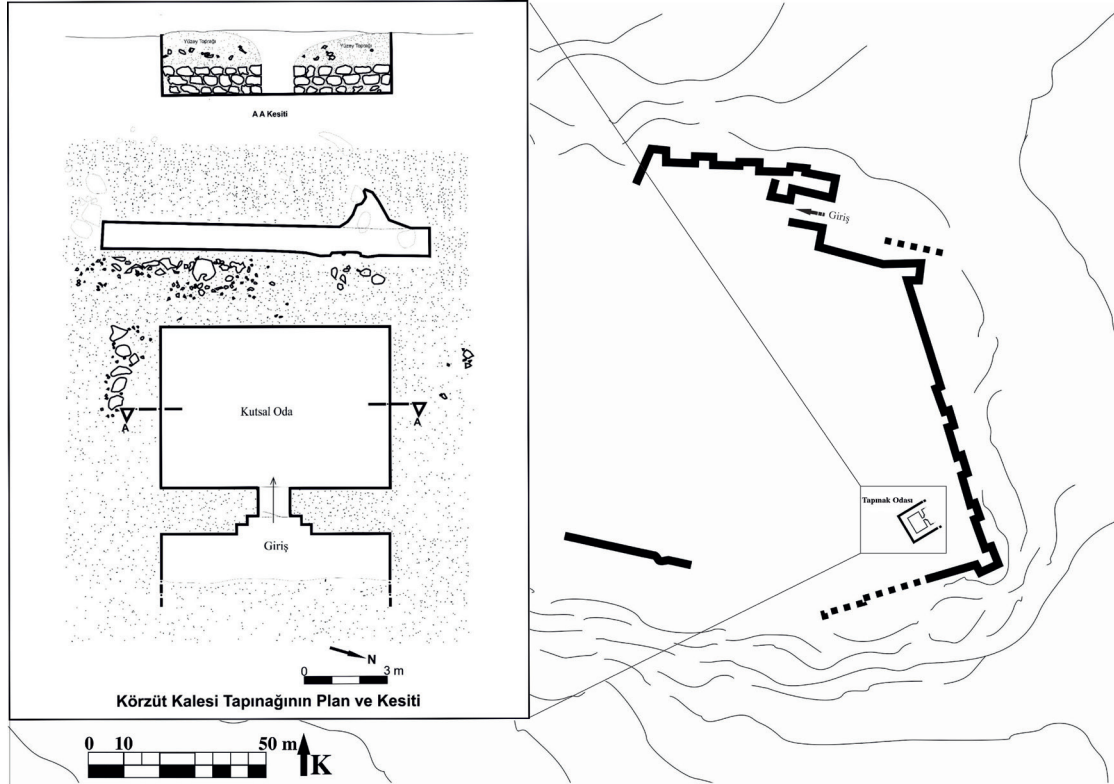 Yüzey Toprağı
Yüzey Toprağı
A A Kesiti
Kutsal Oda
A
A
Giriş
N
0 3 m
Körzüt Kalesi Tapınağının Plan ve Kesiti
Giriş
Tapınak Odası
0 10 50 m
K